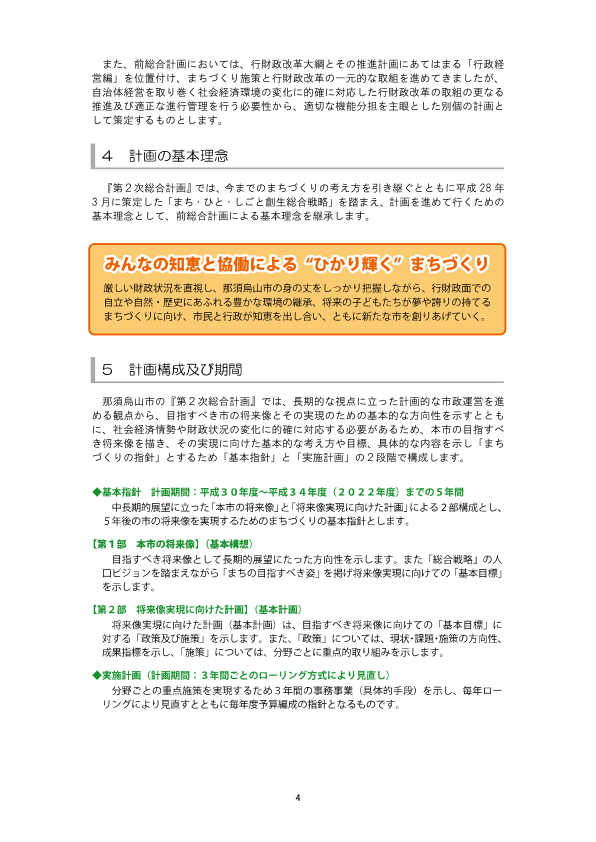 また、前総合計画においては、行財政改革大綱とその推進計画にあてはまる「行政経
営編」を位置付け、まちづくり施策と行財政改革の一元的な取組を進めてきましたが、
自治体経営を取り巻く社会経済環境の変化に的確に対応した行財政改革の取組の更なる
推進及び適正な進行管理を行う必要性から、適切な機能分担を主眼とした別個の計画と
して策定するものとします。
４　計画の基本理念
『第２次総合計画』では、今までのまちづくりの考え方を引き継ぐとともに平成 28 年
３月に策定した「まち・ひと・しごと創生総合戦略」を踏まえ、計画を進めて行くための
基本理念として、前総合計画による基本理念を継承します。
みんなの知恵と協働による“ひかり輝く”まちづくり
厳しい財政状況を直視し、那須烏山市の身の丈をしっかり把握しながら、行財政面での
自立や自然・歴史にあふれる豊かな環境の継承、将来の子どもたちが夢や誇りの持てる
まちづくりに向け、市民と行政が知恵を出し合い、ともに新たな市を創りあげていく。
５　計画構成及び期間
那須烏山市の『第２次総合計画』では、長期的な視点に立った計画的な市政運営を進
める観点から、目指すべき市の将来像とその実現のための基本的な方向性を示すととも
に、社会経済情勢や財政状況の変化に的確に対応する必要があるため、本市の目指すべ
き将来像を描き、その実現に向けた基本的な考え方や目標、具体的な内容を示し「まち
づくりの指針」とするため「基本指針」と「実施計画」の２段階で構成します。
◆基本指針　計画期間：平成３０年度〜平成３４年度（２０２２年度）までの５年間
中長期的展望に立った「本市の将来像」と「将来像実現に向けた計画」による２部構成とし、
５年後の市の将来像を実現するためのまちづくりの基本指針とします。
【第１部　本市の将来像】（基本構想）
目指すべき将来像として長期的展望にたった方向性を示します。また「総合戦略」の人
口ビジョンを踏まえながら「まちの目指すべき姿」を掲げ将来像実現に向けての「基本目標」
を示します。
【第２部　将来像実現に向けた計画】（基本計画）
将来像実現に向けた計画（基本計画）は、目指すべき将来像に向けての「基本目標」に
対する「政策及び施策」を示します。また、「政策」については、現状・課題・施策の方向性、
成果指標を示し、「施策」については、分野ごとに重点的取り組みを示します。
◆実施計画（計画期間：３年間ごとのローリング方式により見直し）
分野ごとの重点施策を実現するため３年間の事務事業（具体的手段）を示し、毎年ロー
リングにより見直すとともに毎年度予算編成の指針となるものです。
4